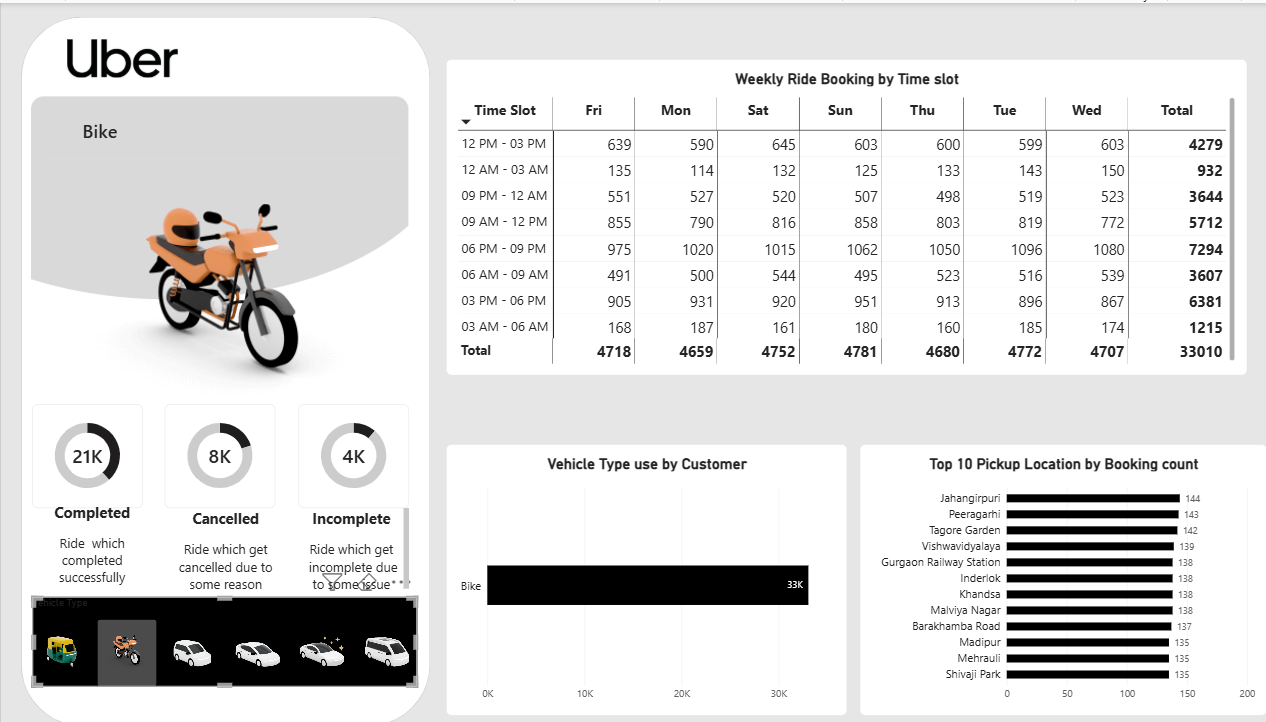 Uber
Bike
21K
8K
4K
Completed
Cancelled
Incomplete
Ride which
completed
successfully
Ride which get
cancelled due to
some reason
Ride which get
incomplete due
to some issue
Vehicle Type
Weekly Ride Booking by Time slot
Time Slot Fri Mon Sat Sun Thu Tue Wed Total
12 PM - 03 PM 639 590 645 603 600 599 603 4279
12 AM - 03 AM 135 114 132 125 133 143 150 932
09 PM - 12 AM 551 527 520 507 498 519 523 3644
09 AM - 12 PM 855 790 816 858 803 819 772 5712
06 PM - 09 PM 975 1020 1015 1062 1050 1096 1080 7294
06 AM - 09 AM 491 500 544 495 523 516 539 3607
03 PM - 06 PM 905 931 920 951 913 896 867 6381
03 AM - 06 AM 168 187 161 180 160 185 174 1215
Total 4718 4659 4752 4781 4680 4772 4707 33010
Vehicle Type use by Customer
Bike 33K
0K 10K 20K 30K
Top 10 Pickup Location by Booking count
Jahangirpuri 144
Peeragarhi 143
Tagore Garden 142
Vishwavidyalaya 139
Gurgaon Railway Station 138
Inderlok 138
Khandsa 138
Malviya Nagar 138
Barakhamba Road 137
Madipur 135
Mehrauli 135
Shivaji Park 135
0 50 100 150 200